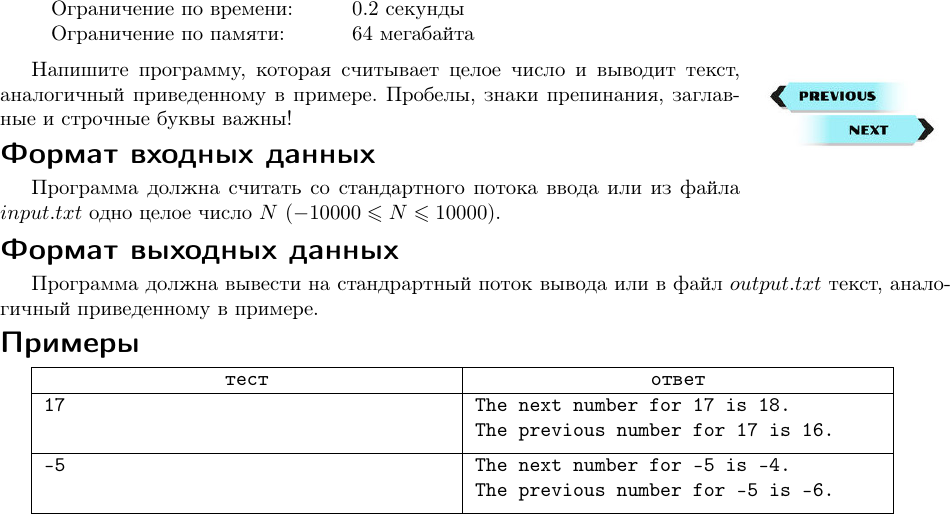 Ограничение по времени: 0.2 секунды
Ограничение по памяти: 64 мегабайта
Напишите программу, которая считывает целое число и выводит текст,
аналогичный приведенному в примере. Пробелы, знаки препинания, заглав-
ные и строчные буквы важны!
PREVIOUS
NEXT
Формат входных данных
Программа должна считать со стандартного потока ввода или из файла
input.txt одно целое число N (−10000 ⩽ N ⩽ 10000).
Формат выходных данных
Программа должна вывести на стандрартный поток вывода или в файл output.txt текст, анало-
гичный приведенному в примере.
Примеры
тест ответ
17 The next number for 17 is 18.
The previous number for 17 is 16.
-5 The next number for -5 is -4.
The previous number for -5 is -6.